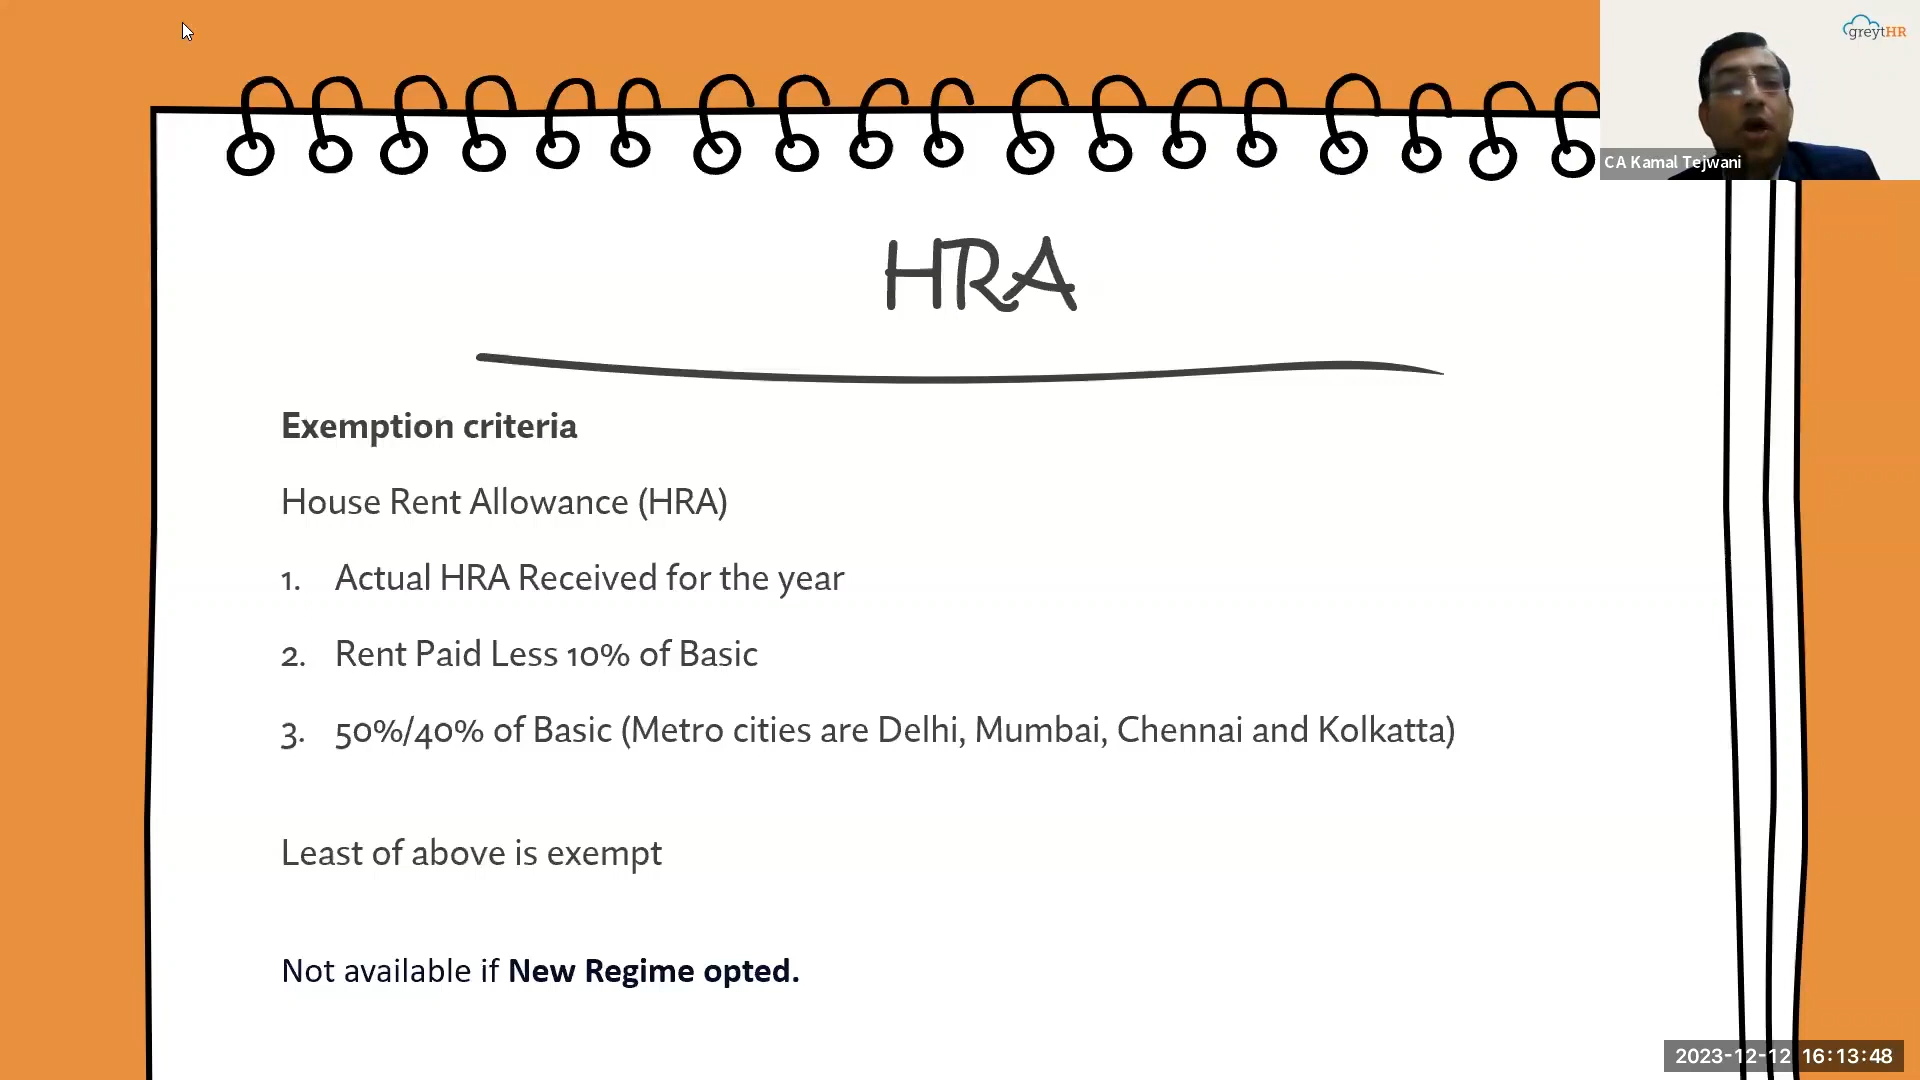 greytHR
CA Kamal Tejwani
HRA
Exemption criteria
House Rent Allowance (HRA)
1. Actual HRA Received for the year
2. Rent Paid Less 10% of Basic
3. 50%/40% of Basic (Metro cities are Delhi, Mumbai, Chennai and Kolkatta)
Least of above is exempt
Not available if New Regime opted.
2023-12-12 16:13:48